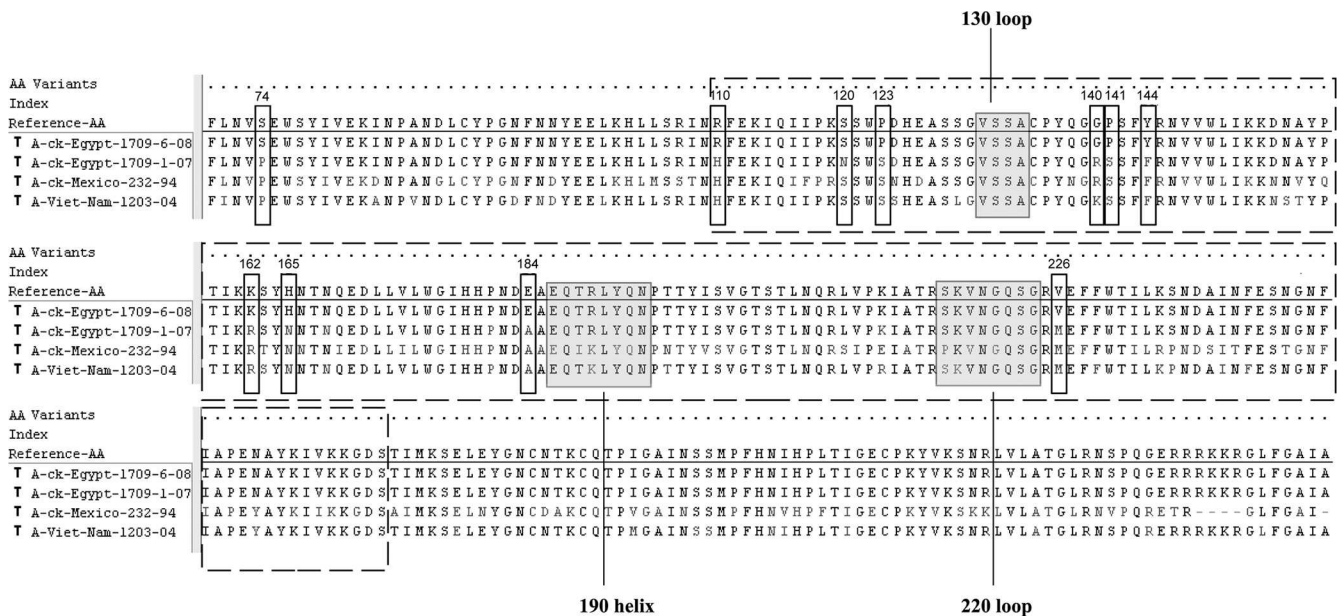 130 loop
AA Variants
Index 74 110 120 123 140 141 144
Reference-AA FLNVSEWSYIVEKINPANDLCYPGNFNNYEELKHLLSRINRFEKIQIIPKSSWPDHEASSGVSSACPYQGGPSFYRNVVWLIKKDNAYP
T A-ck-Egypt-1709-6-08 FLNVSEWSYIVEKINPANDLCYPGNFNNYEELKHLLSRINRFEKIQIIPKSSWPDHEASSGVSSACPYQGGPSFYRNVVWLIKKDNAYP
T A-ck-Egypt-1709-1-07 FLNVPEWSYIVEKINPANDLCYPGNFNNYEELKHLLSRINHFEKIQIIPKNSWSDHEASSGVSSACPYQGRSSFFRNVVWLIKKDNAYP
T A-ck-Mexico-232-94 FLNVPEWSYIVEKDNPANGLCYPGNFNDYEELKHLMSSTNHFEKIQIFPRSSWSNHDASSGVSSACPYNGRSSFFRNVVWLIKKNNVYQ
T A-Viet-Nam-1203-04 FINVPEWSYIVEKANPVNDLCYPGDFNDYEELKHLLSRINHFEKIQIIPKSSWSSHEASLGVSSACPYQGKSSFFRNVVWLIKKNSTYP
AA Variants
Index 162 165 184 226
Reference-AA TIKKSYHNTNQEDLLVLWGIHHPNDEAEQTRLYQNPTTYISVGTSTLNQRLVPKIATRSKVNGQSGRVEFFWTILKSNDAINFESNGNF
T A-ck-Egypt-1709-6-08 TIKKSYHNTNQEDLLVLWGIHHPNDEAEQTRLYQNPTTYISVGTSTLNQRLVPKIATRSKVNGQSGRVEFFWTILKSNDAINFESNGNF
T A-ck-Egypt-1709-1-07 TIKRSYNNTNQEDLLVLWGIHHPNDAAEQTRLYQNPTTYISVGTSTLNQRLVPKIATRSKVNGQSGRMEFFWTILKSNDAINFESNGNF
T A-ck-Mexico-232-94 TIKRTYNNTNIEDLLILWGIHHPNDAAEQIKLYQNPNTYVSVGTSTLNQRSIPEIATRPKVNGQSGRMEFFWTILRPNDSITFESTGNF
T A-Viet-Nam-1203-04 TIKRSYNNTNQEDLLVLWGIHHPNDAAEQTKLYQNPTTYISVGTSTLNQRLVPRIATRSKVNGQSGRMEFFWTILKPNDAINFESNGNF
AA Variants
Index
Reference-AA IAPENAYKIVKKGDSTIMKSELEYGNCNTKCQTPIGAINSSMPFHNIHPLTIGECPKYVKSNRLVLATGLRNSPQGERRRKKRGLFGAIA
T A-ck-Egypt-1709-6-08 IAPENAYKIVKKGDSTIMKSELEYGNCNTKCQTPIGAINSSMPFHNIHPLTIGECPKYVKSNRLVLATGLRNSPQGERRRKKRGLFGAIA
T A-ck-Egypt-1709-1-07 IAPENAYKIVKKGDSTIMKSELEYGNCNTKCQTPIGAINSSMPFHNIHPLTIGECPKYVKSNRLVLATGLRNSPQGERRRKKRGLFGAIA
T A-ck-Mexico-232-94 IAPEYAYKIIKKGDSAIMKSELNYGNCDAKCQTPVGAINSSMPFHNVHPFTIGECPKYVKSKKLVLATGLRNVPQRETR----GLFGAI-
T A-Viet-Nam-1203-04 IAPEYAYKIVKKGDSTIMKSELEYGNCNTKCQTPMGAINSSMPFHNIHPLTIGECPKYVKSNRLVLATGLRNSPQGERRRKKRGLFGAIA
190 helix 220 loop